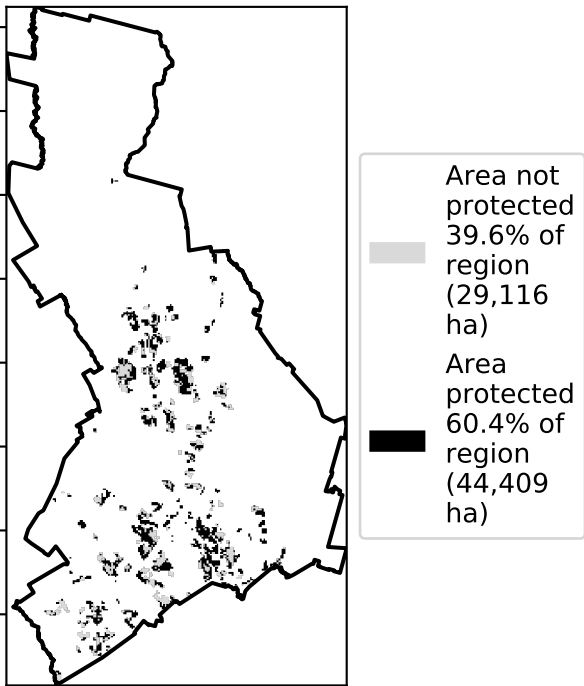 Area not
protected
39.6% of
region
(29,116
ha)
Area
protected
60.4% of
region
(44,409
ha)